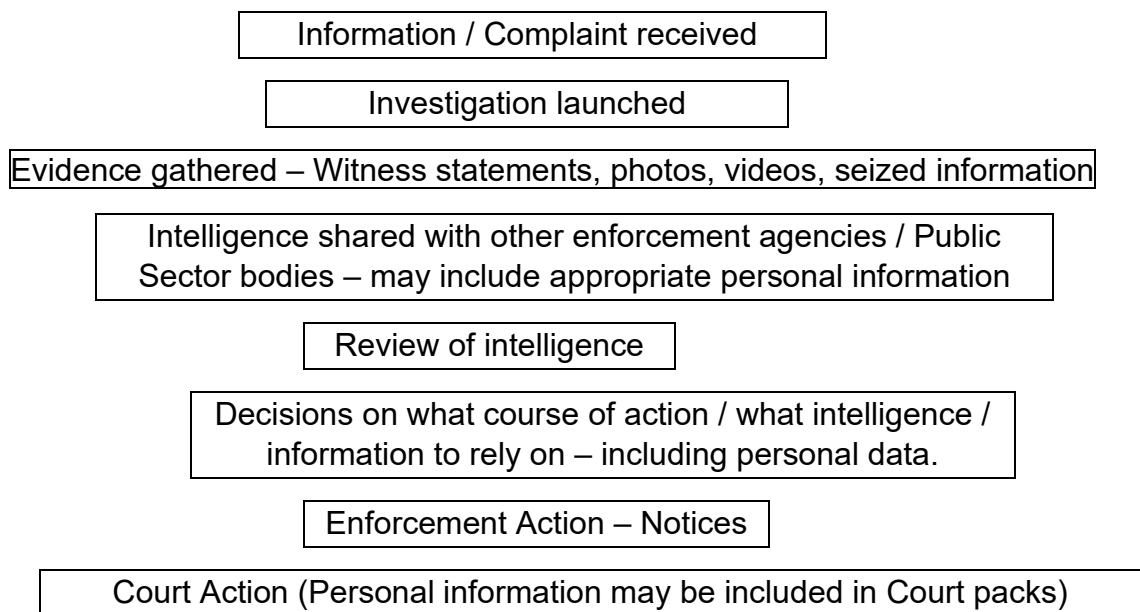 Information / Complaint received
Investigation launched
Evidence gathered – Witness statements, photos, videos, seized information
Intelligence shared with other enforcement agencies / Public
Sector bodies – may include appropriate personal information
Review of intelligence
Decisions on what course of action / what intelligence /
information to rely on – including personal data.
Enforcement Action – Notices
Court Action (Personal information may be included in Court packs)